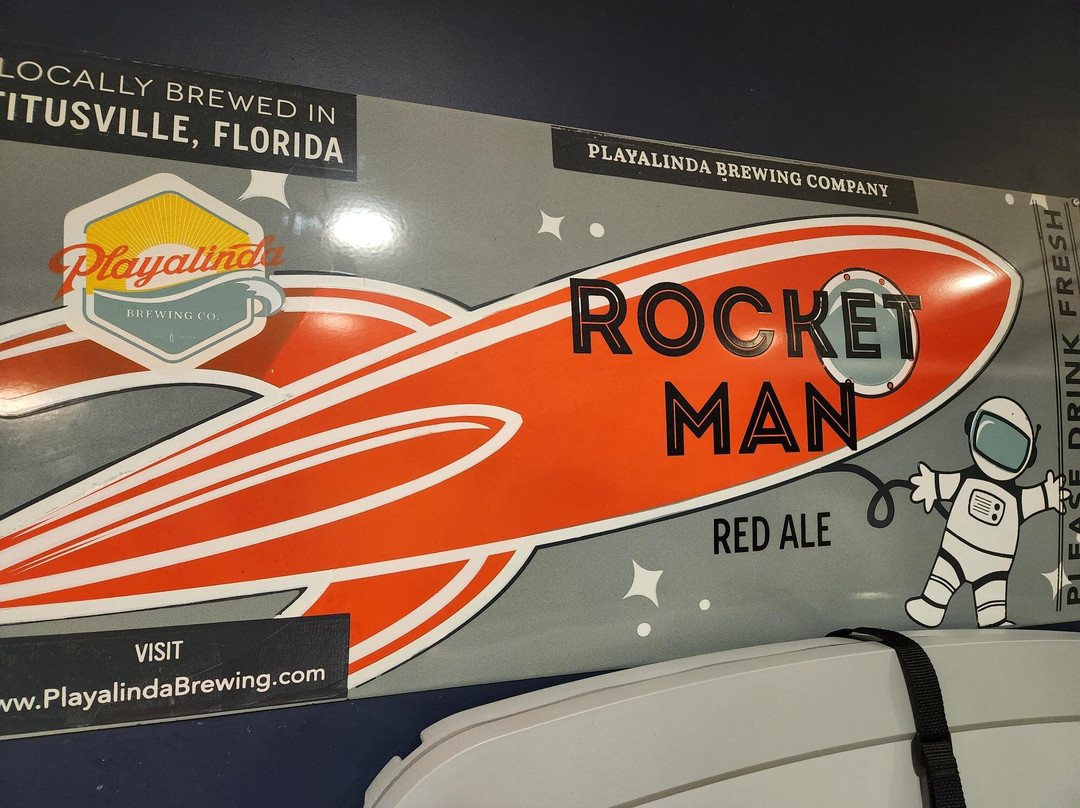 LOCALLY BREWED IN
TITUSVILLE, FLORIDA
Playalinda
BREWING CO.
PLAYALINDA BREWING COMPANY
ROCKET
MAN
RED ALE
PLEASE DRINK FRESH
VISIT
ww.PlayalindaBrewing.com